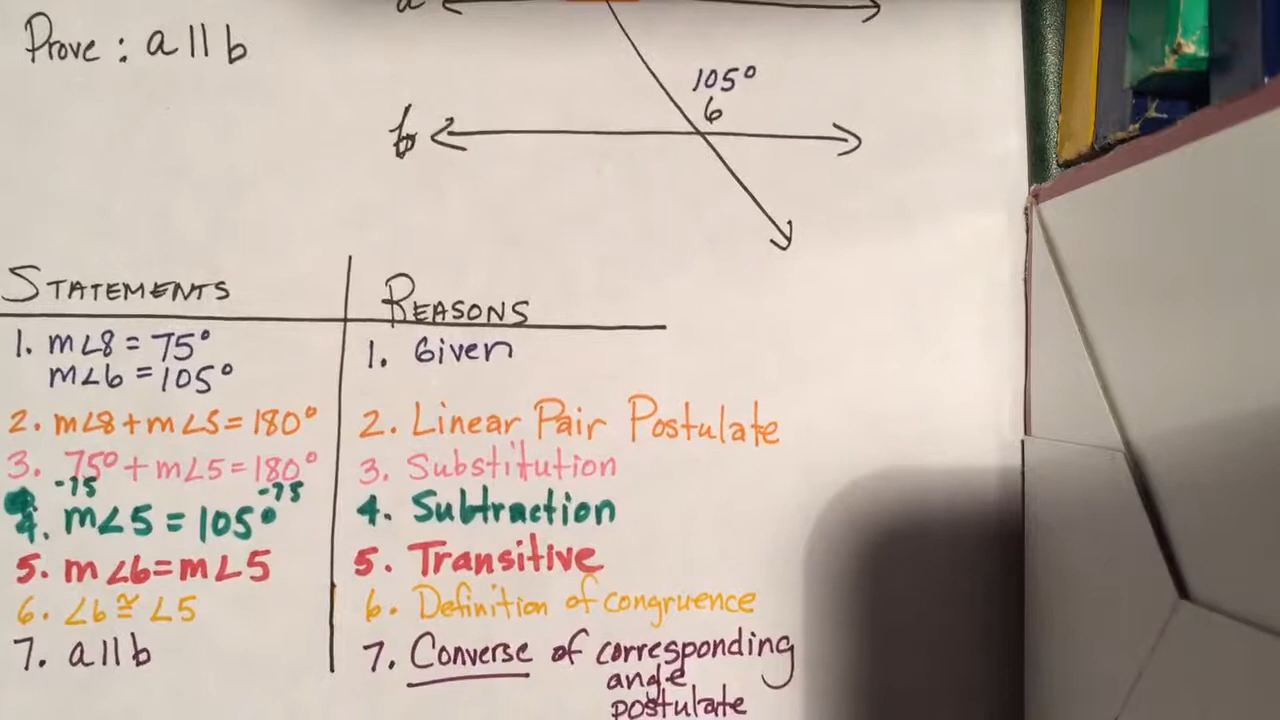 a
Prove : a || b
105°
6
b
STATEMENTS
REASONS
1. m∠8 = 75°
m∠6 = 105°
1. Given
2. m∠8 + m∠5 = 180°
2. Linear Pair Postulate
3. 75° + m∠5 = 180°
3. Substitution
-75 -75
4. m∠5 = 105°
4. Subtraction
5. m∠6 = m∠5
5. Transitive
6. ∠6 ≅ ∠5
6. Definition of congruence
7. a || b
7. Converse of corresponding
angle
postulate